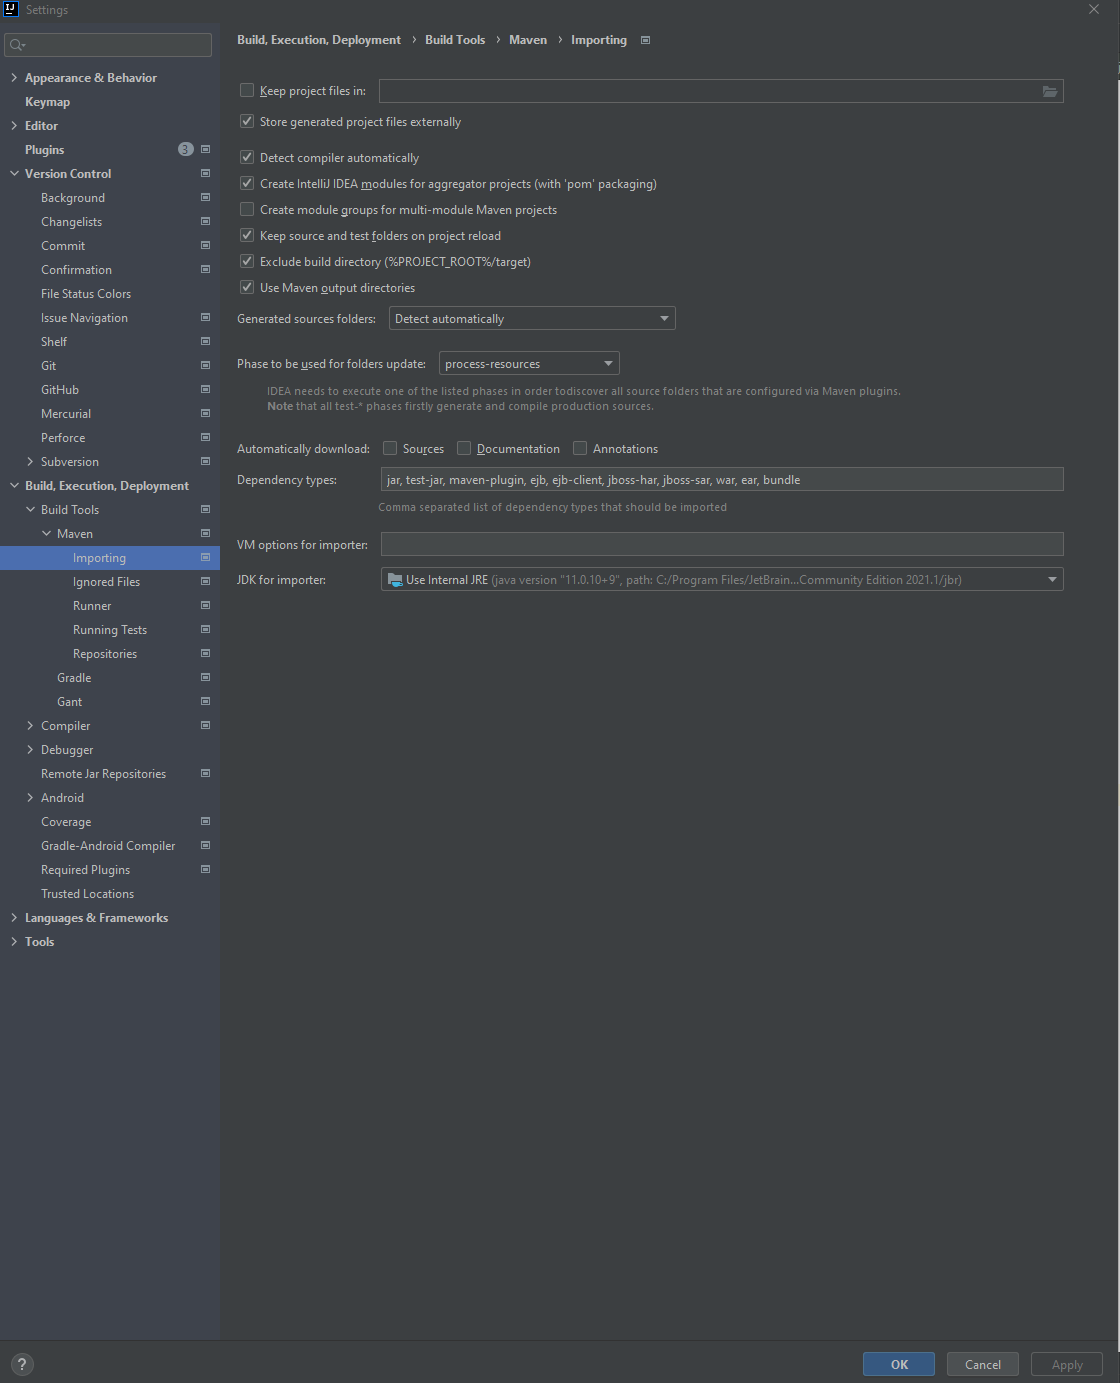 Settings
Build, Execution, Deployment › Build Tools › Maven › Importing
Appearance & Behavior
Keymap
Editor
Plugins 3
Version Control
Background
Changelists
Commit
Confirmation
File Status Colors
Issue Navigation
Shelf
Git
GitHub
Mercurial
Perforce
Subversion
Build, Execution, Deployment
Build Tools
Maven
Importing
Ignored Files
Runner
Running Tests
Repositories
Gradle
Gant
Compiler
Debugger
Remote Jar Repositories
Android
Coverage
Gradle-Android Compiler
Required Plugins
Trusted Locations
Languages & Frameworks
Tools
Keep project files in:
Store generated project files externally
Detect compiler automatically
Create IntelliJ IDEA modules for aggregator projects (with 'pom' packaging)
Create module groups for multi-module Maven projects
Keep source and test folders on project reload
Exclude build directory (%PROJECT_ROOT%/target)
Use Maven output directories
Generated sources folders: Detect automatically
Phase to be used for folders update: process-resources
IDEA needs to execute one of the listed phases in order todiscover all source folders that are configured via Maven plugins.
Note that all test-* phases firstly generate and compile production sources.
Automatically download: Sources Documentation Annotations
Dependency types: jar, test-jar, maven-plugin, ejb, ejb-client, jboss-har, jboss-sar, war, ear, bundle
Comma separated list of dependency types that should be imported
VM options for importer:
JDK for importer: Use Internal JRE (java version "11.0.10+9", path: C:/Program Files/JetBrain...Community Edition 2021.1/jbr)
? OK Cancel Apply